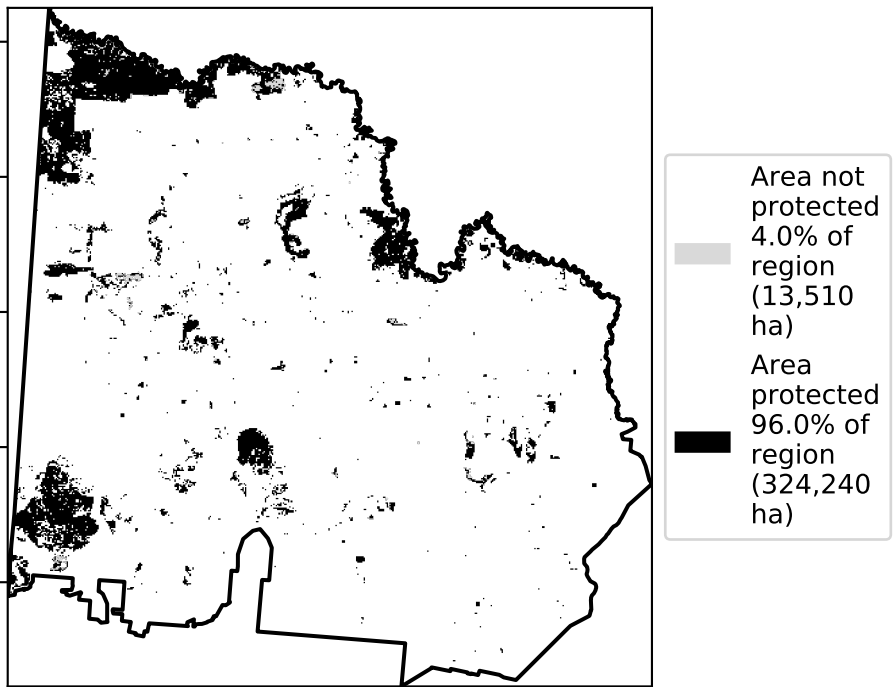 Area not
protected
4.0% of
region
(13,510
ha)
Area
protected
96.0% of
region
(324,240
ha)